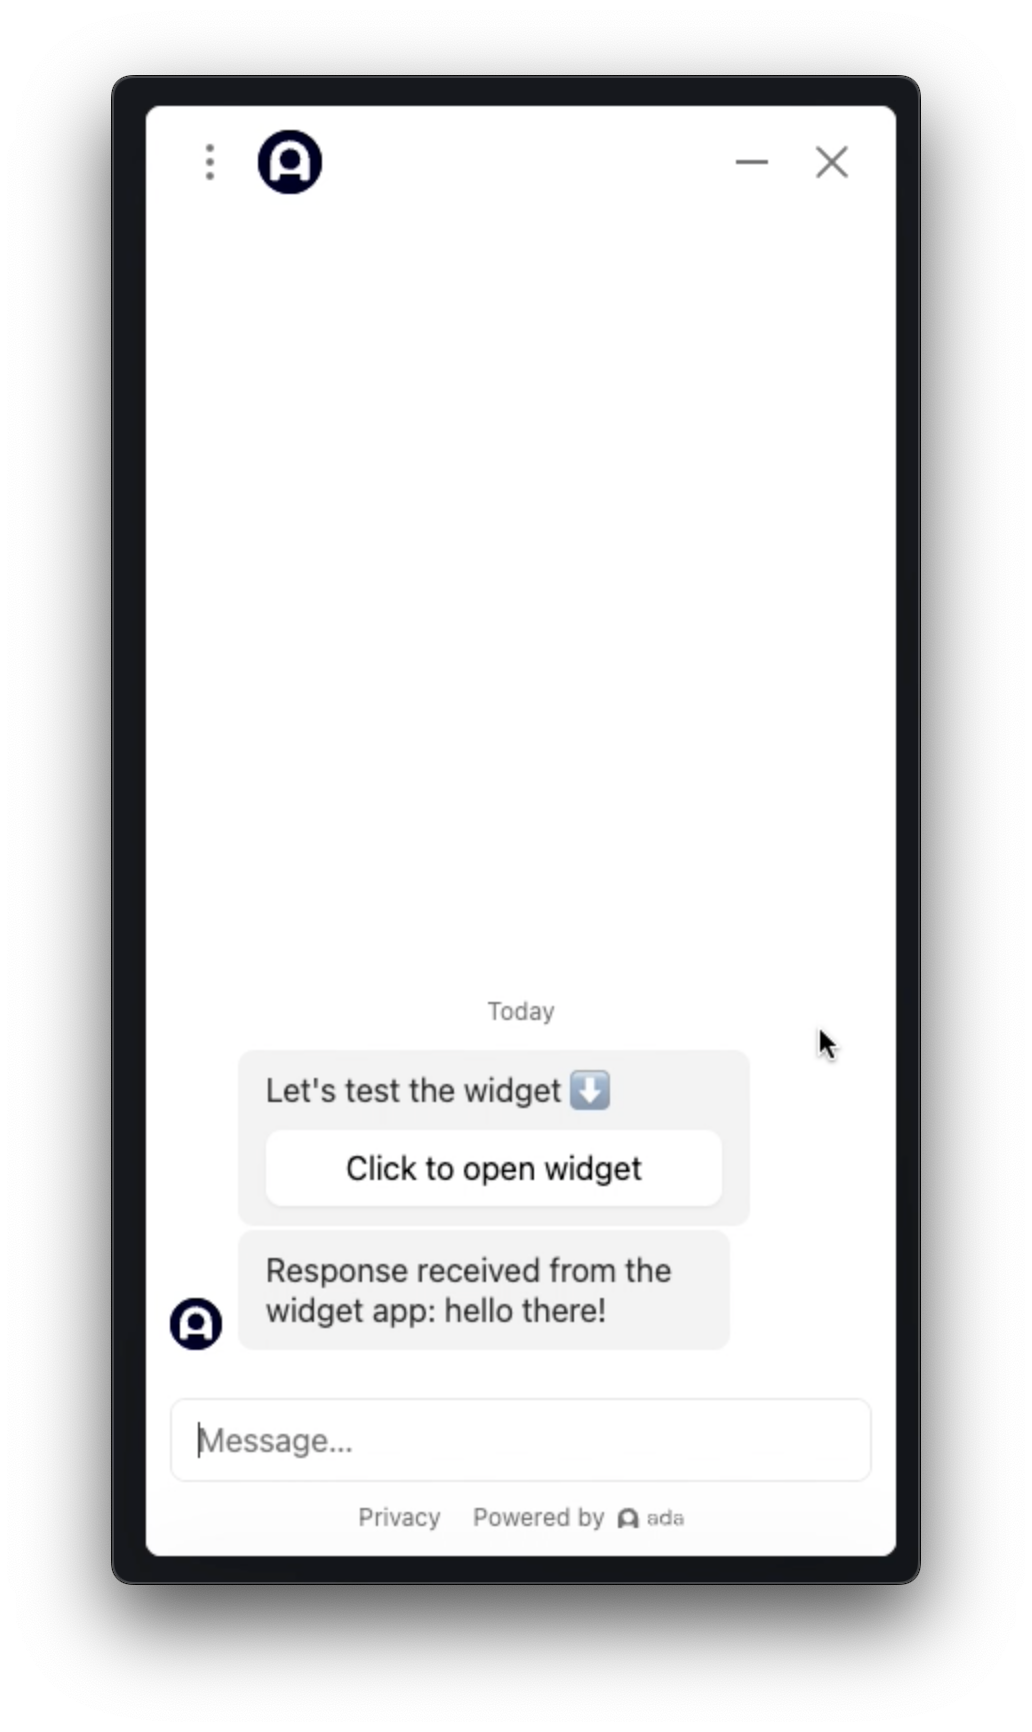 Today
Let's test the widget ⬇️
Click to open widget
Response received from the
widget app: hello there!
Message...
Privacy Powered by ada